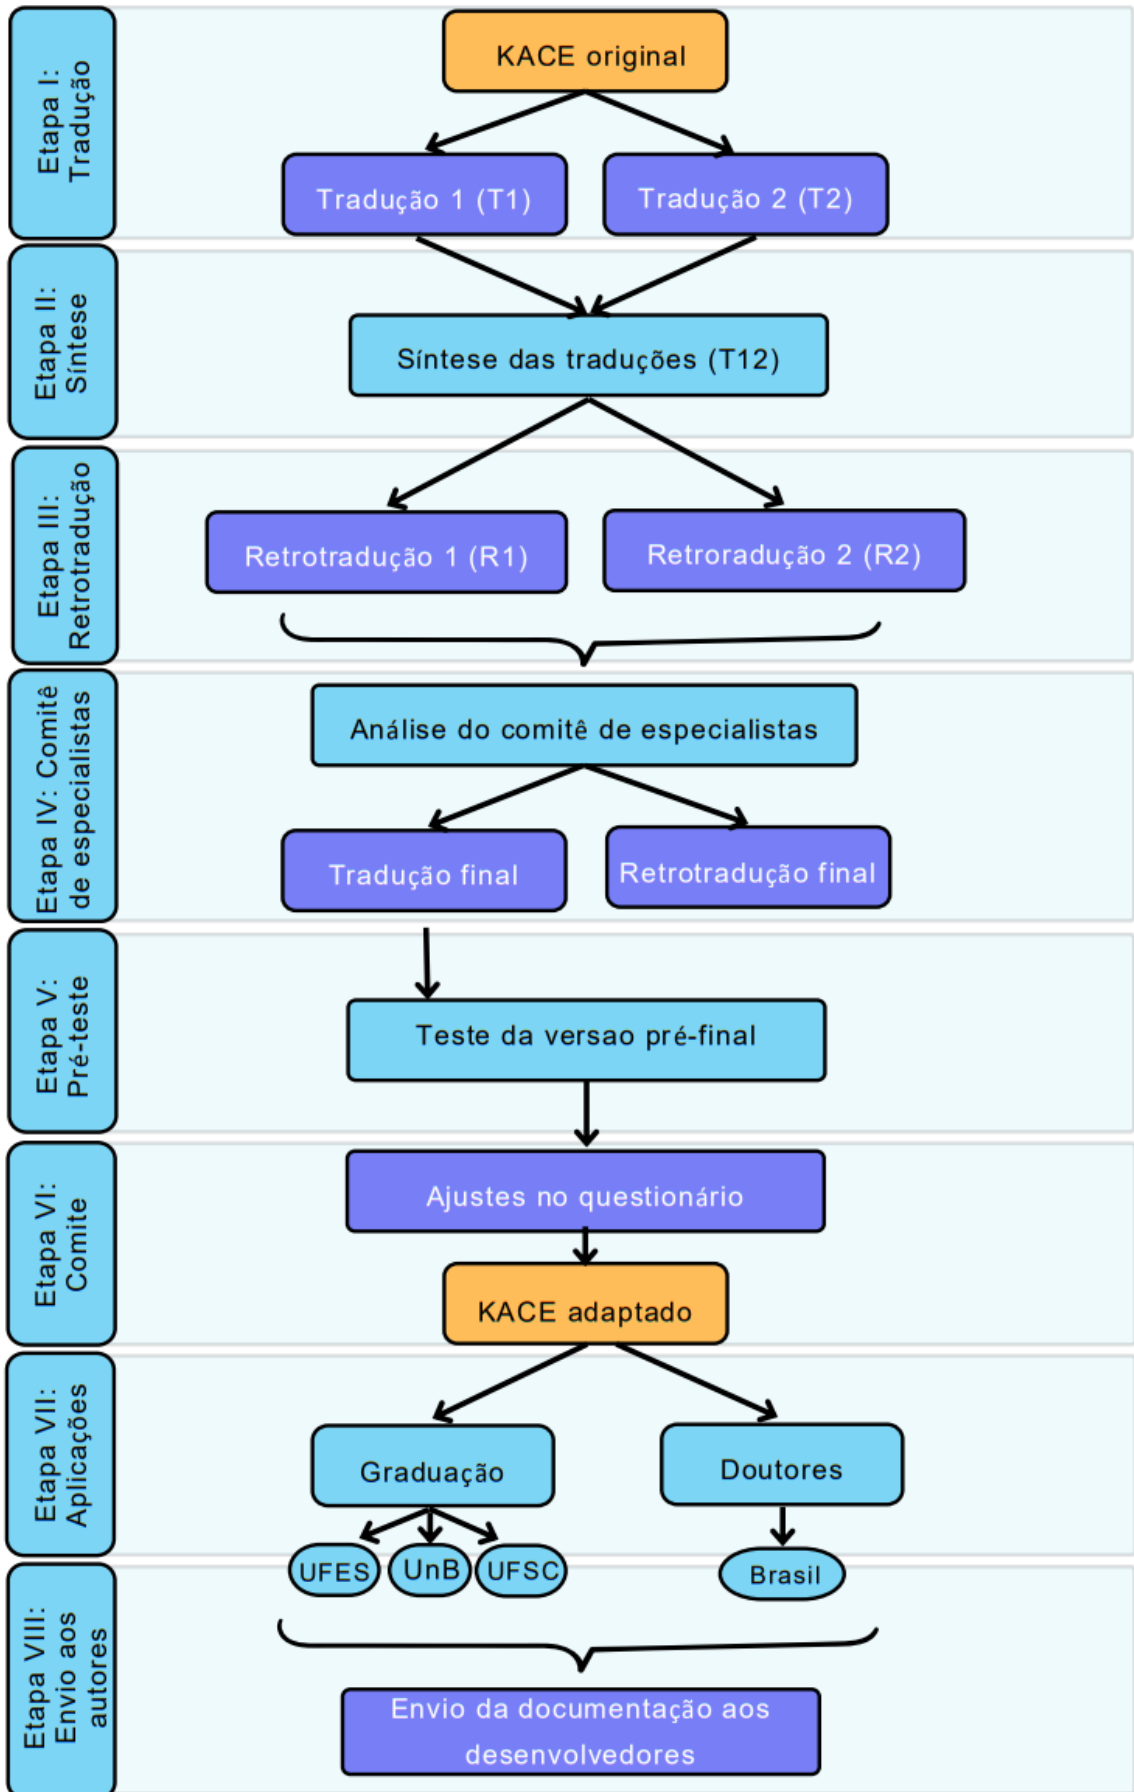 Etapa I:
Tradução
KACE original
Tradução 1 (T1)
Tradução 2 (T2)
Etapa II:
Síntese
Síntese das traduções (T12)
Etapa III:
Retrotradução
Retrotradução 1 (R1)
Retroradução 2 (R2)
Etapa IV: Comitê
de especialistas
Análise do comitê de especialistas
Tradução final
Retrotradução final
Etapa V:
Pré-teste
Teste da versao pré-final
Etapa VI:
Comite
Ajustes no questionário
KACE adaptado
Etapa VII:
Aplicações
Graduação
Doutores
UFES
UnB
UFSC
Brasil
Etapa VIII:
Envio aos
autores
Envio da documentação aos
desenvolvedores